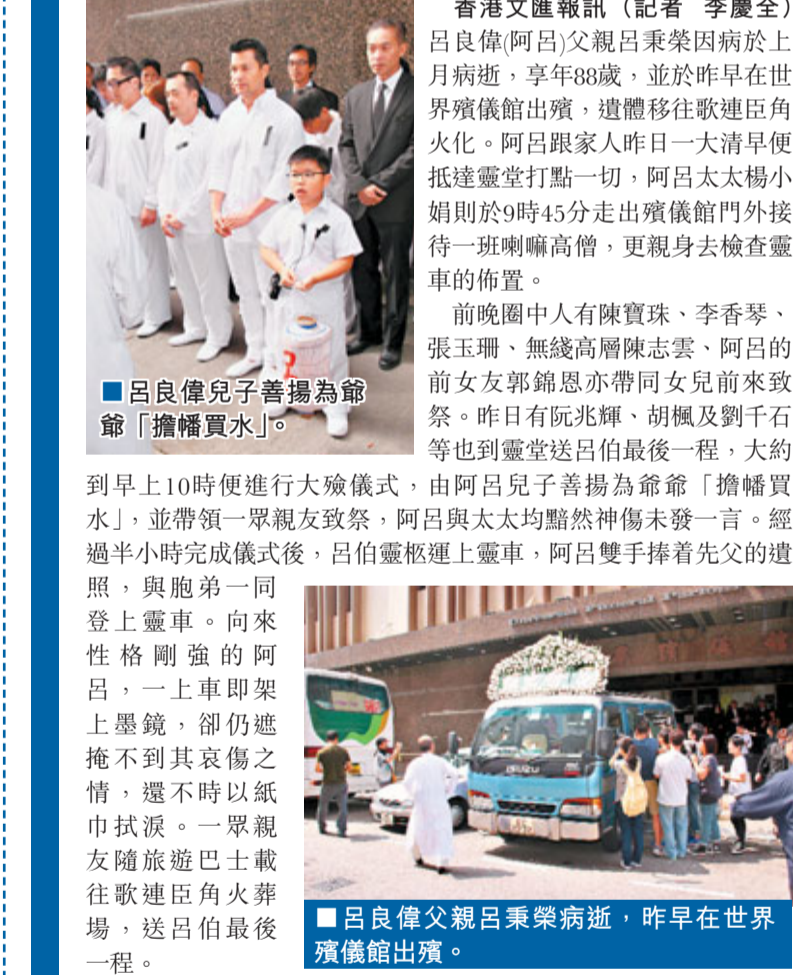 香港文匯報訊（記者 李慶全）
呂良偉(阿呂)父親呂秉榮因病於上
月病逝，享年88歲，並於昨早在世
界殯儀館出殯，遺體移往歌連臣角
火化。阿呂跟家人昨日一大清早便
抵達靈堂打點一切，阿呂太太楊小
娟則於9時45分走出殯儀館門外接
待一班喇嘛高僧，更親身去檢查靈
車的佈置。
前晚圈中人有陳寶珠、李香琴、
張玉珊、無綫高層陳志雲、阿呂的
前女友郭錦恩亦帶同女兒前來致
祭。昨日有阮兆輝、胡楓及劉千石
等也到靈堂送呂伯最後一程，大約
到早上10時便進行大殮儀式，由阿呂兒子善揚為爺爺「擔幡買
水」，並帶領一眾親友致祭，阿呂與太太均黯然神傷未發一言。經
過半小時完成儀式後，呂伯靈柩運上靈車，阿呂雙手捧着先父的遺
照，與胞弟一同
登上靈車。向來
性格剛強的阿
呂，一上車即架
上墨鏡，卻仍遮
掩不到其哀傷之
情，還不時以紙
巾拭淚。一眾親
友隨旅遊巴士載
往歌連臣角火葬
場，送呂伯最後
一程。
■呂良偉兒子善揚為爺
爺「擔幡買水」。
ISUZU
■呂良偉父親呂秉榮病逝，昨早在世界
殯儀館出殯。